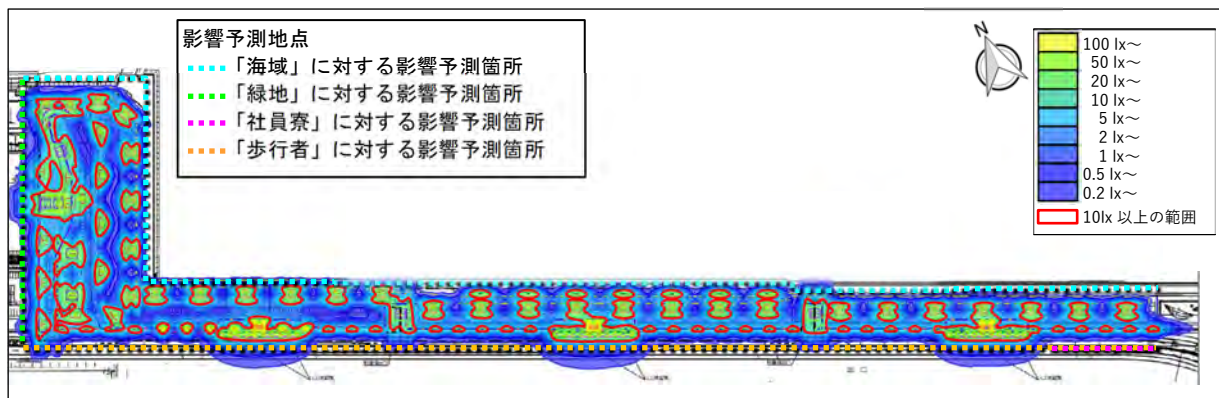 影響予測地点
「海域」に対する影響予測箇所
「緑地」に対する影響予測箇所
「社員寮」に対する影響予測箇所
「歩行者」に対する影響予測箇所
N
100 lx～
50 lx～
20 lx～
10 lx～
5 lx～
2 lx～
1 lx～
0.5 lx～
0.2 lx～
10lx 以上の範囲